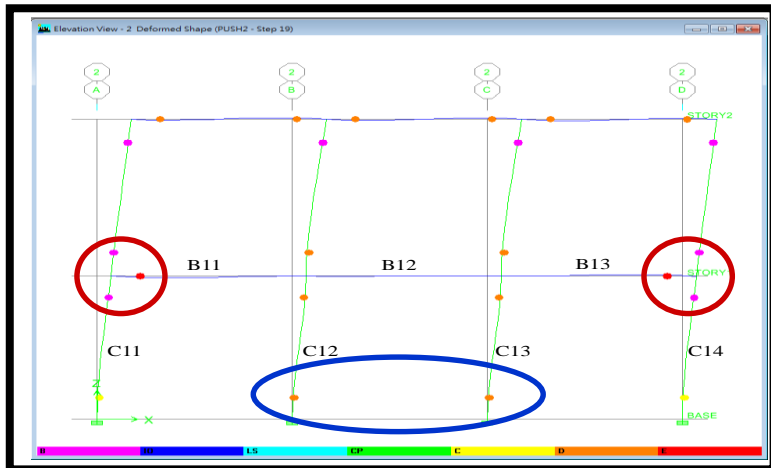 Elevation View - 2 Deformed Shape (PUSH2 - Step 19)
2 2 2 2
A B C D
STORY2
B11 B12 B13 STORY1
C11 C12 C13 C14
Z
X
BASE
B IO LS CP C D E